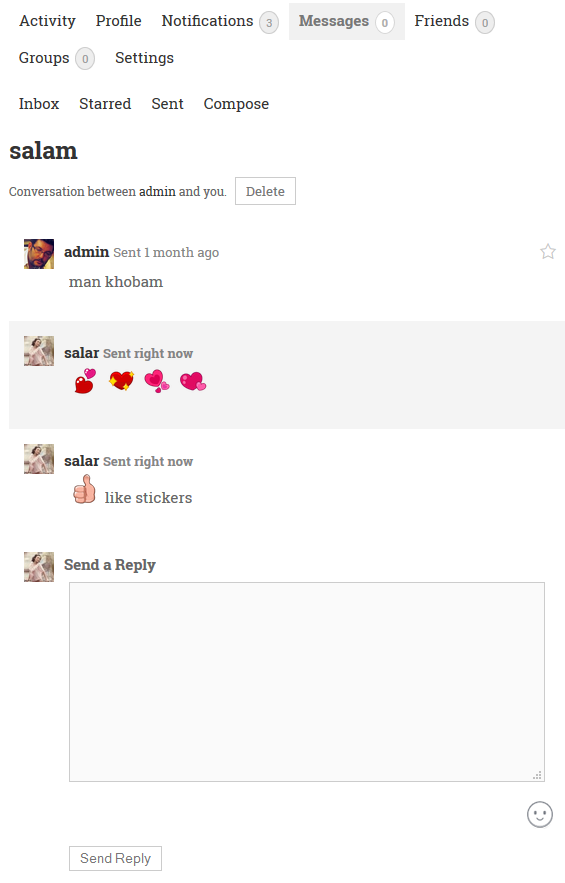 Activity Profile Notifications 3 Messages 0 Friends 0
Groups 0 Settings
Inbox Starred Sent Compose
salam
Conversation between admin and you. Delete
admin Sent 1 month ago
man khobam
salar Sent right now
salar Sent right now
like stickers
Send a Reply
Send Reply